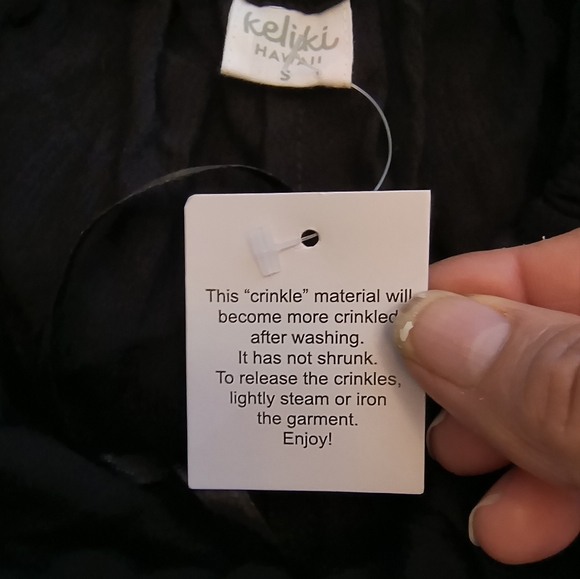 keliki
HAWAII
S
This “crinkle” material will
become more crinkled
after washing.
It has not shrunk.
To release the crinkles,
lightly steam or iron
the garment.
Enjoy!